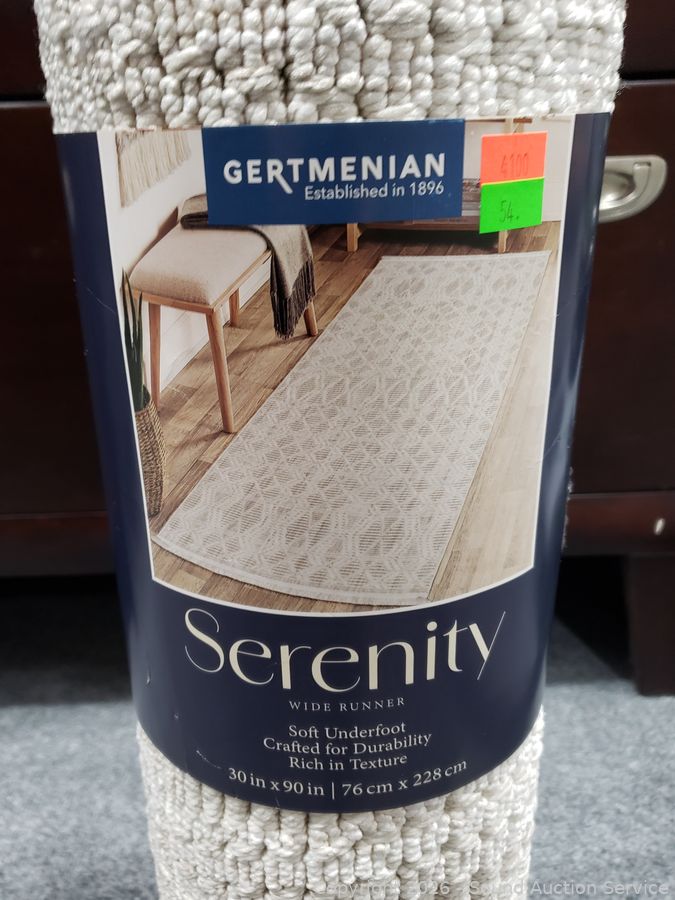 GERTMENIAN
Established in 1896
4100
54.
Serenity
WIDE RUNNER
Soft Underfoot
Crafted for Durability
Rich in Texture
30 in x 90 in | 76 cm x 228 cm
Copyright 2026 - Sound Auction Service